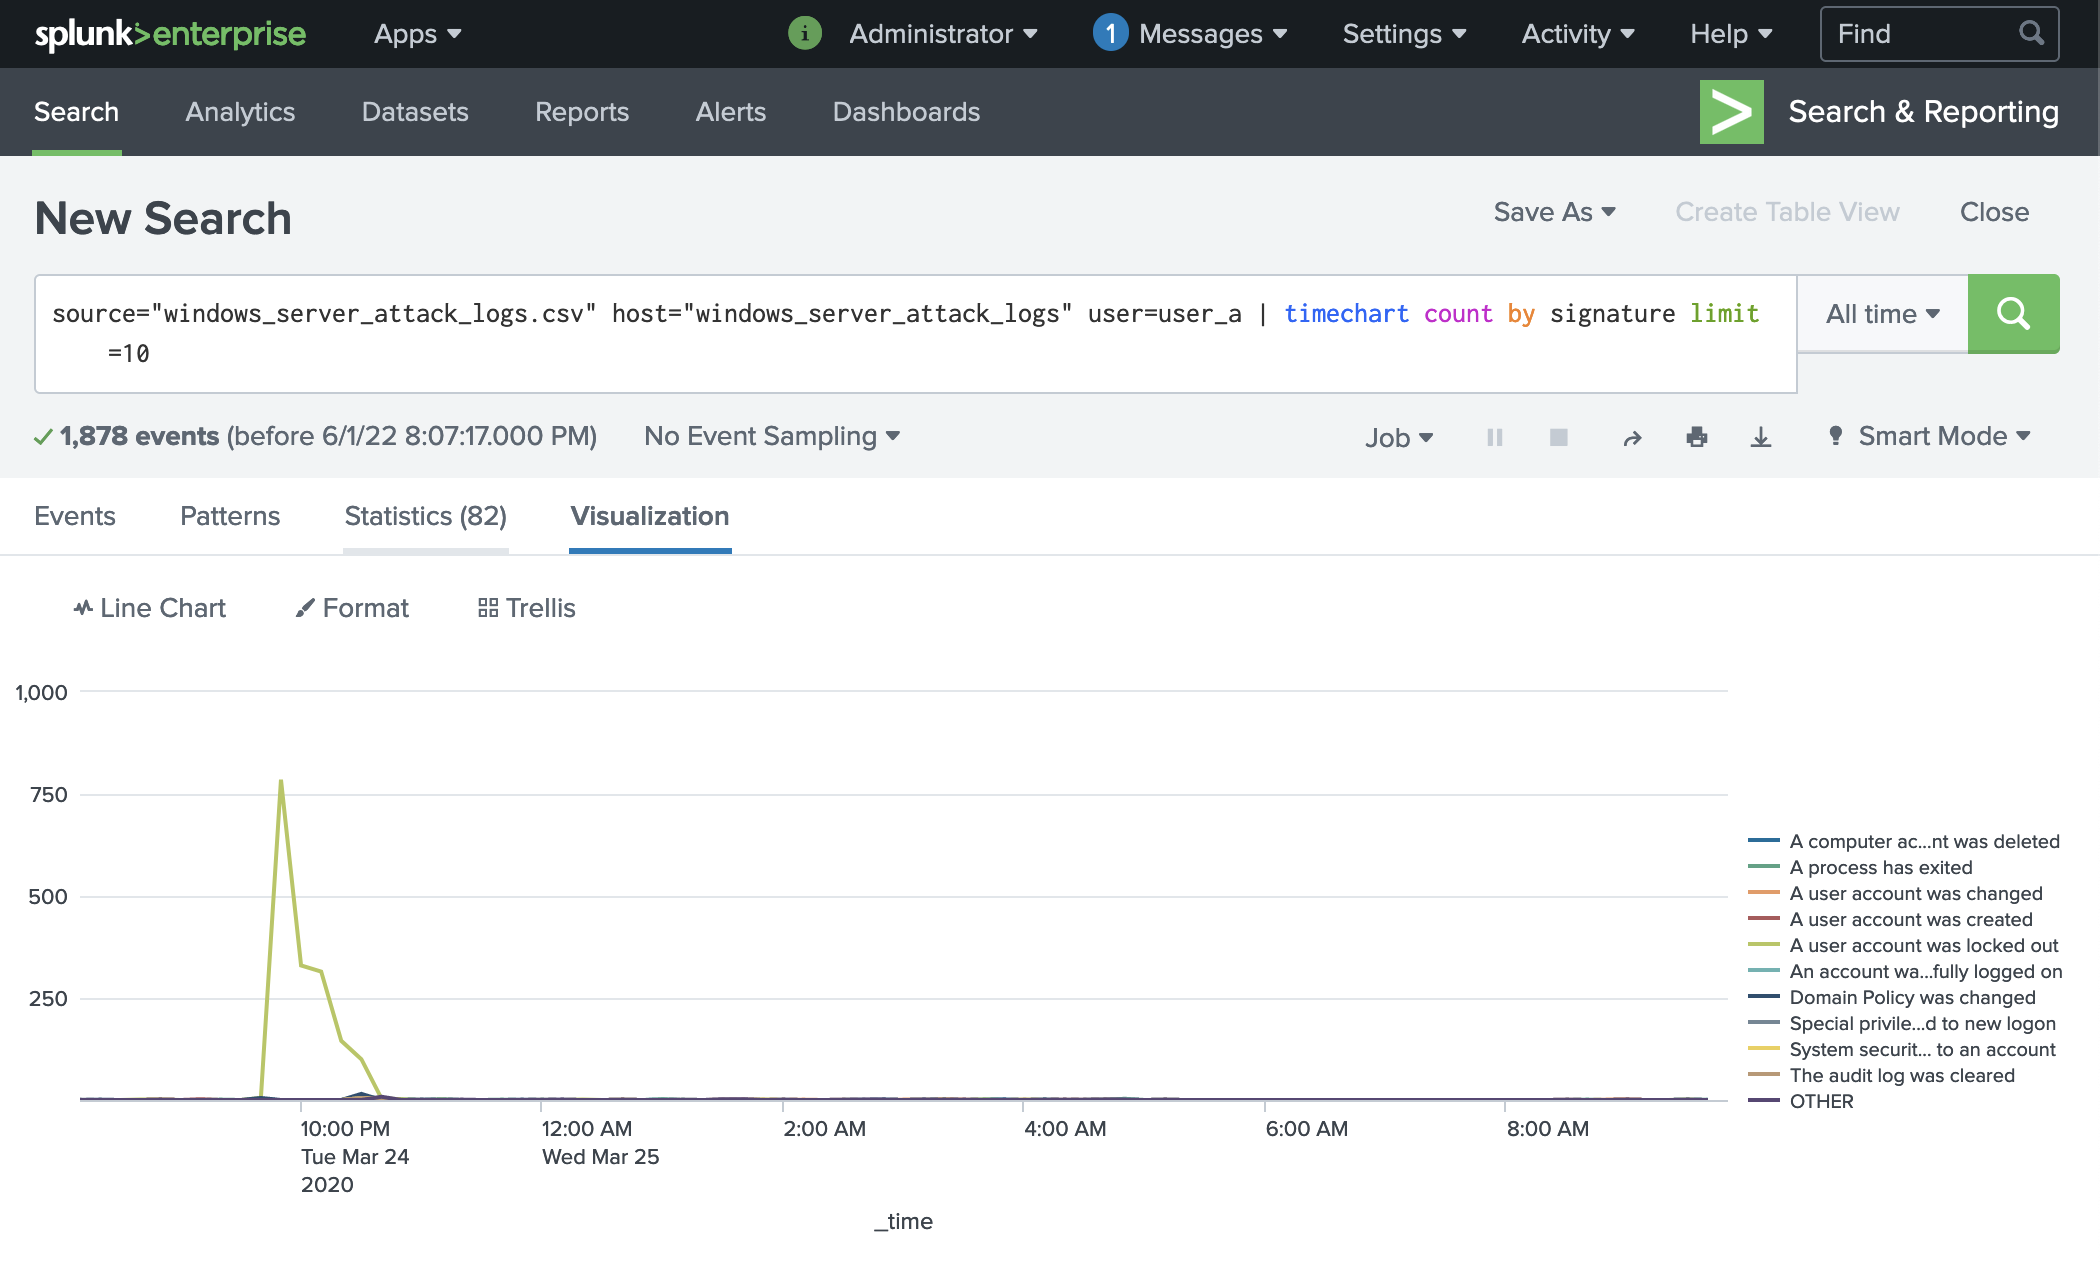 splunk>enterprise Apps i Administrator 1 Messages Settings Activity Help Find
Search Analytics Datasets Reports Alerts Dashboards > Search & Reporting
New Search Save As Create Table View Close
source="windows_server_attack_logs.csv" host="windows_server_attack_logs" user=user_a | timechart count by signature limit
=10
All time
1,878 events (before 6/1/22 8:07:17.000 PM) No Event Sampling Job Smart Mode
Events Patterns Statistics (82) Visualization
Line Chart Format Trellis
1,000
750
500
250
A computer ac...nt was deleted
A process has exited
A user account was changed
A user account was created
A user account was locked out
An account wa...fully logged on
Domain Policy was changed
Special privile...d to new logon
System securit... to an account
The audit log was cleared
OTHER
10:00 PM 12:00 AM 2:00 AM 4:00 AM 6:00 AM 8:00 AM
Tue Mar 24 Wed Mar 25
2020
_time